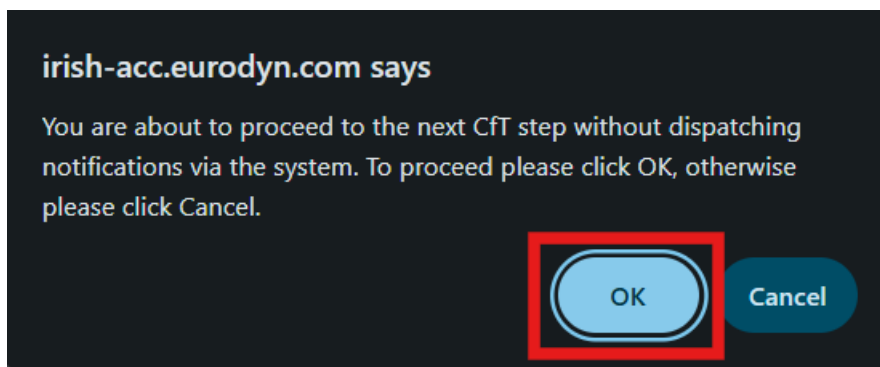 irish-acc.eurodyn.com says
You are about to proceed to the next CfT step without dispatching
notifications via the system. To proceed please click OK, otherwise
please click Cancel.
OK
Cancel